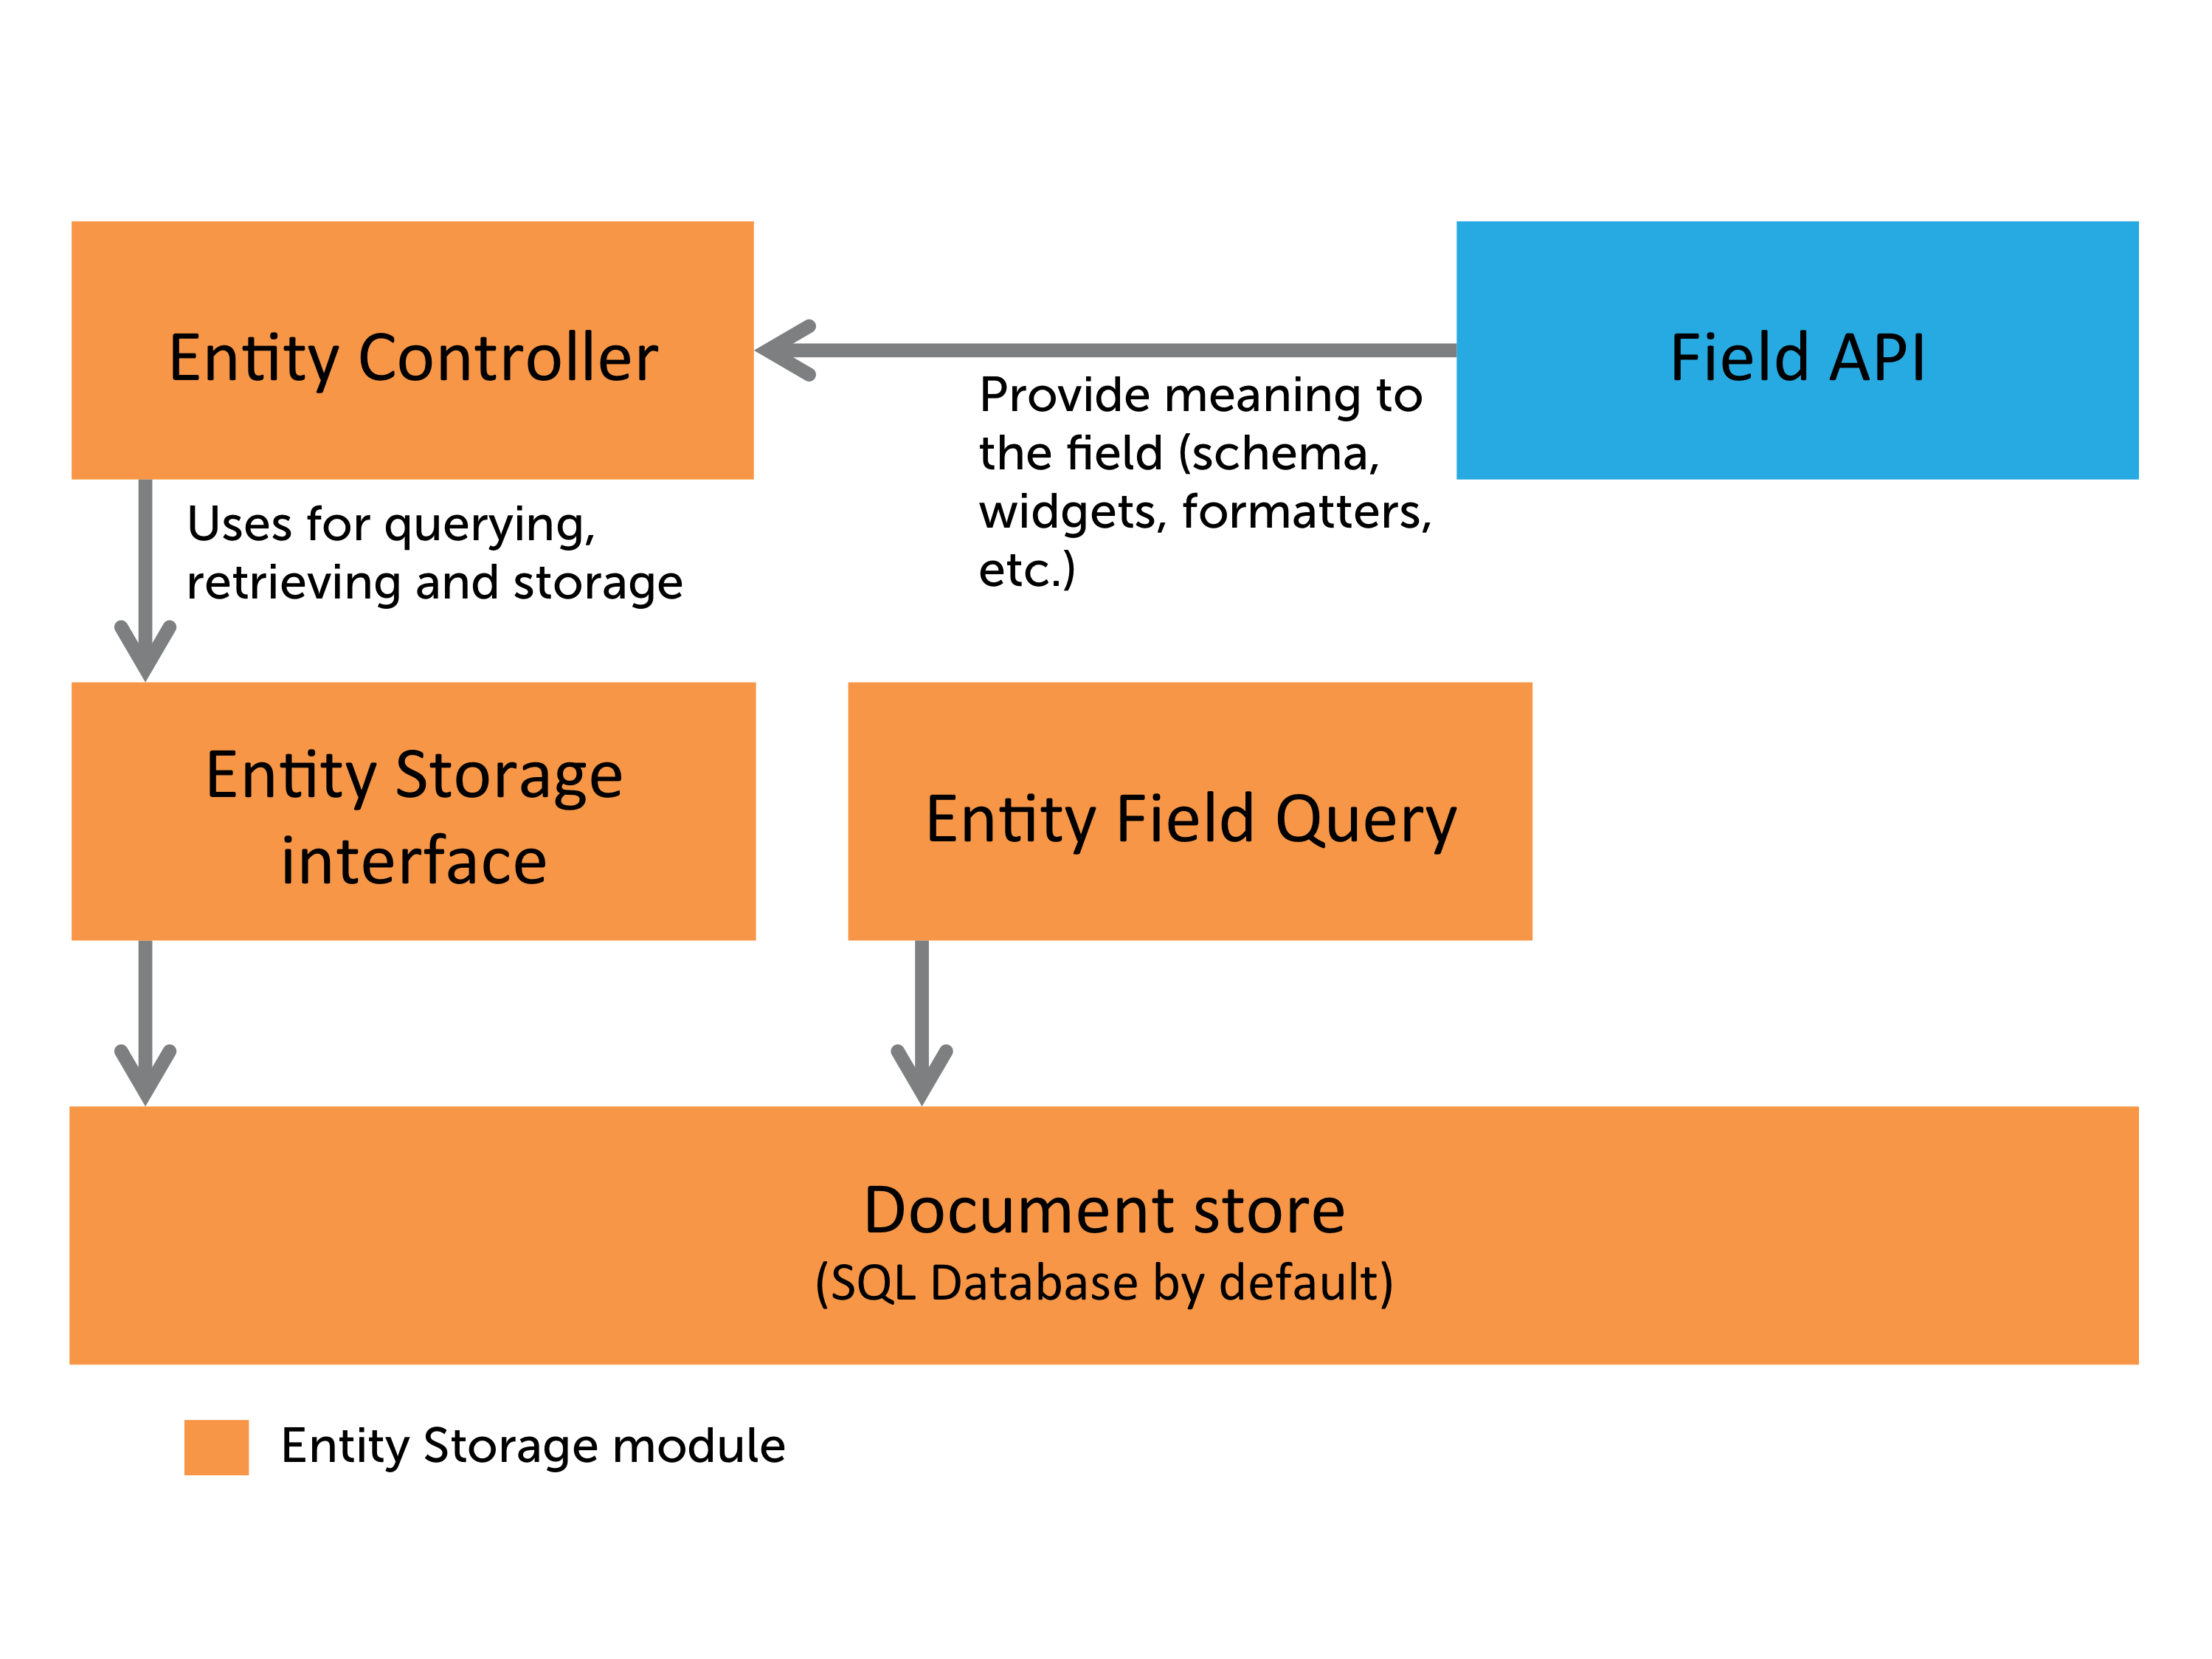 Entity Controller
Field API
Provide meaning to
the field (schema,
widgets, formatters,
etc.)
Uses for querying,
retrieving and storage
Entity Storage
interface
Entity Field Query
Document store
(SQL Database by default)
Entity Storage module